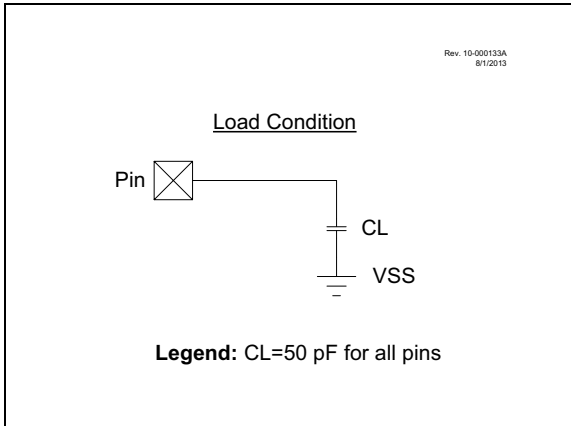 Rev. 10-000133A
8/1/2013
Load Condition
Pin
CL
VSS
Legend: CL=50 pF for all pins